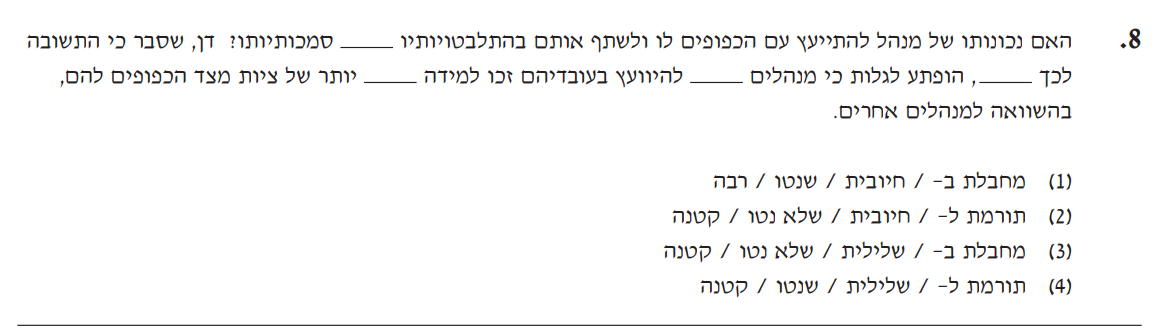 8. האם נכונותו של מנהל להתייעץ עם הכפופים לו ולשתף אותם בהתלבטויותיו _____ סמכותיותו? דן, שסבר כי התשובה
לכך _____, הופתע לגלות כי מנהלים _____ להיוועץ בעובדיהם זכו למידה _____ יותר של ציות מצד הכפופים להם,
בהשוואה למנהלים אחרים.
(1) מחבלת ב- / חיובית / שנטו / רבה
(2) תורמת ל- / חיובית / שלא נטו / קטנה
(3) מחבלת ב- / שלילית / שלא נטו / קטנה
(4) תורמת ל- / שלילית / שנטו / קטנה